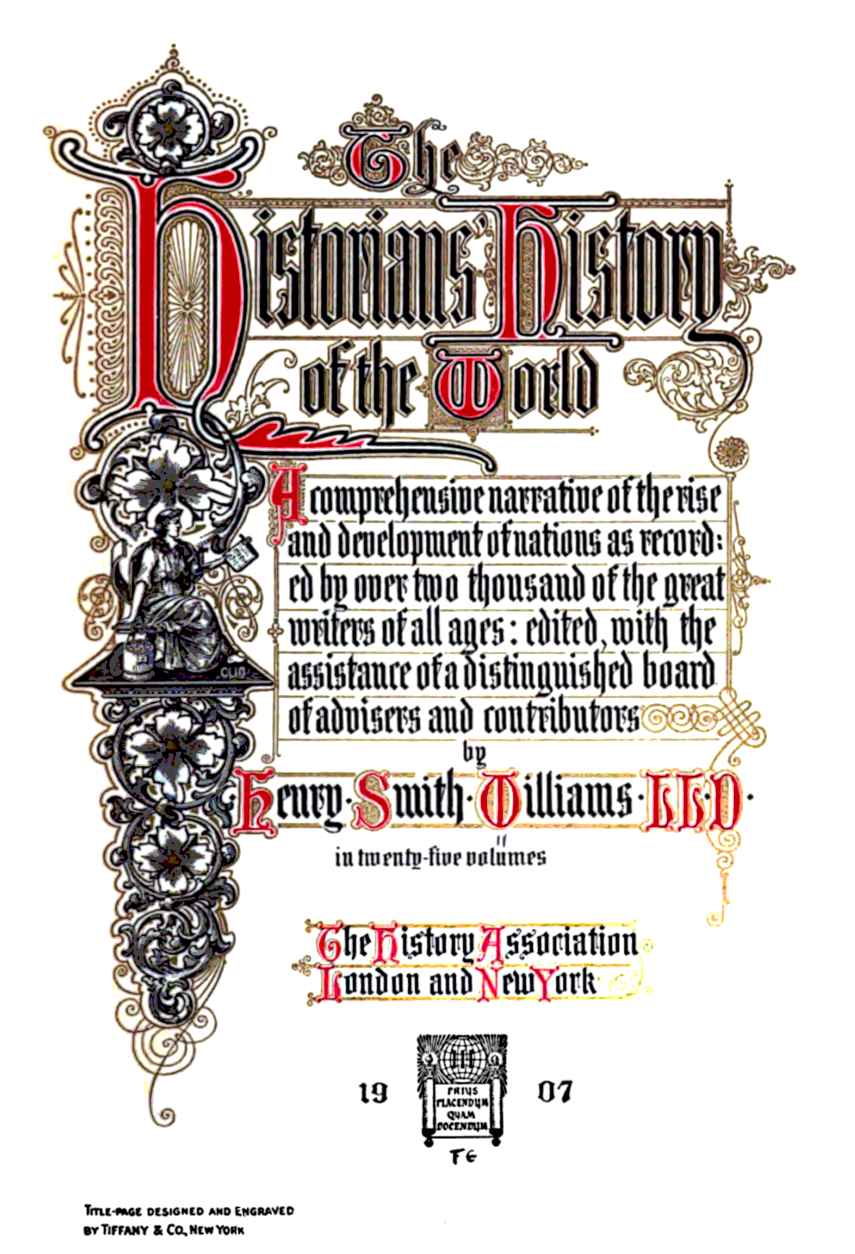 The
Historians' History
of the World
A comprehensive narrative of the rise
and development of nations as record:
ed by over two thousand of the great
writers of all ages: edited, with the
assistance of a distinguished board
of advisers and contributors
by
Henry · Smith · Williams · LL·D ·
in twenty-five volumes
CLIO
The History Association
London and New York
19 07
PRIUS
PLACENDUM
QUAM
DOCENDUM
TITLE-PAGE DESIGNED AND ENGRAVED
BY TIFFANY & CO., NEW YORK